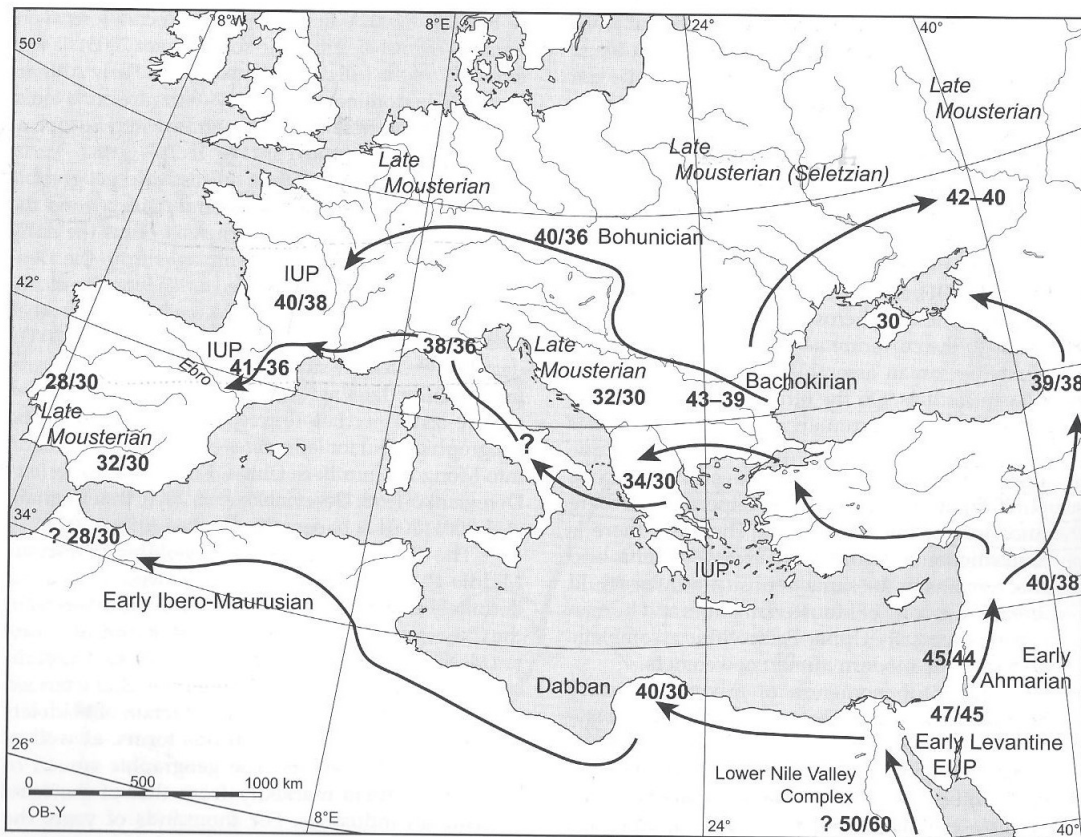 8°W
8°E
24°
40°
50°
Late
Mousterian
Late
Mousterian
Late
Mousterian (Seletzian)
42–40
40/36 Bohunician
IUP
40/38
42°
30
IUP
41–36
38/36
Late
Mousterian
32/30
Ebro
28/30
Late
Mousterian
32/30
43–39
Bachokirian
39/38
?
34/30
34°
? 28/30
IUP
Early Ibero-Maurusian
40/38
45/44
Early
Ahmarian
Dabban
40/30
47/45
Early Levantine
EUP
26°
0 500 1000 km
OB-Y
Lower Nile Valley
Complex
? 50/60
8°E
24°
40°